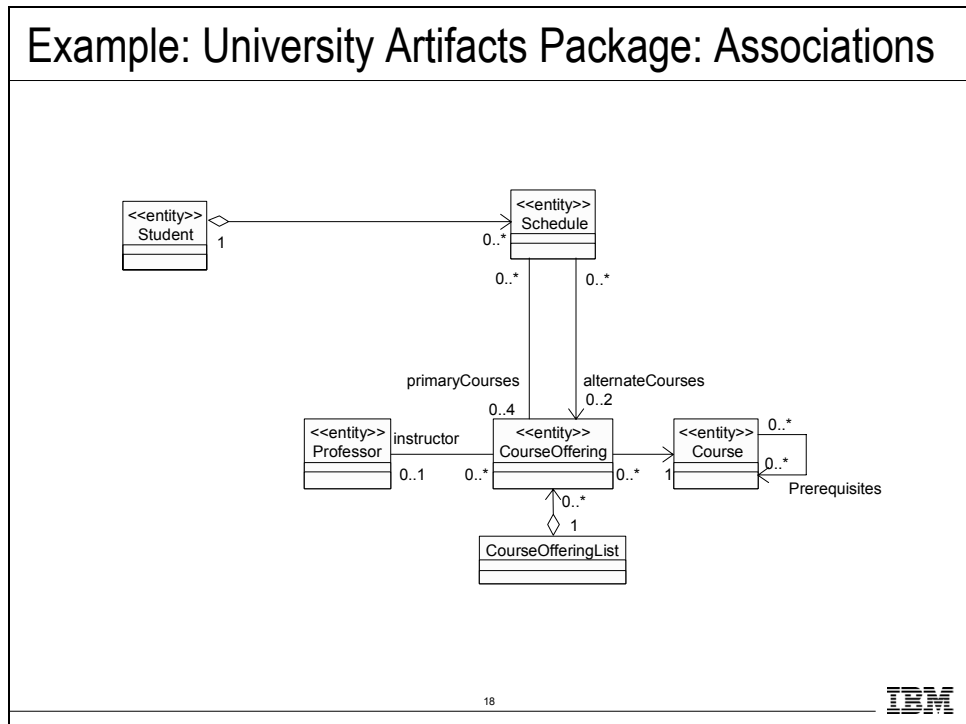 Example: University Artifacts Package: Associations
<<entity>>
Student
1
0..*
<<entity>>
Schedule
0..*
0..*
primaryCourses
alternateCourses
0..4
0..2
<<entity>>
Professor
instructor
0..1
0..*
<<entity>>
CourseOffering
0..*
1
<<entity>>
Course
0..*
0..*
Prerequisites
0..*
1
CourseOfferingList
18
IBM